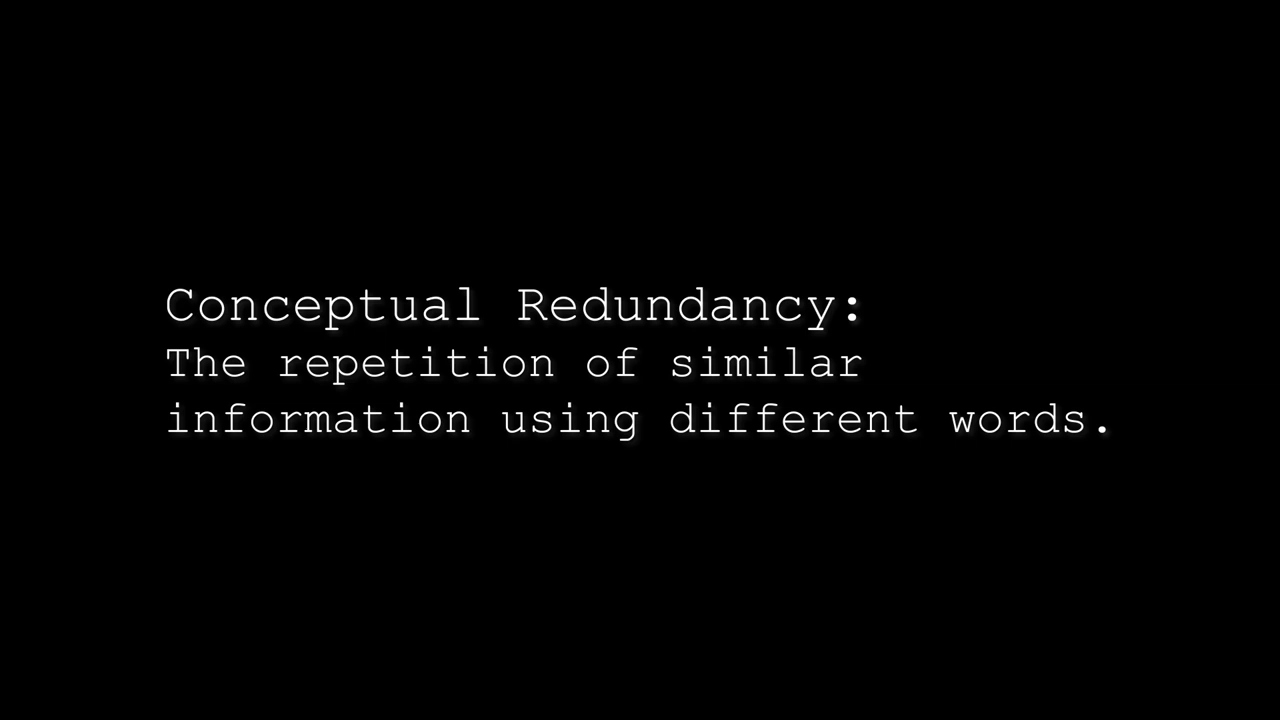 Conceptual Redundancy:
The repetition of similar
information using different words.